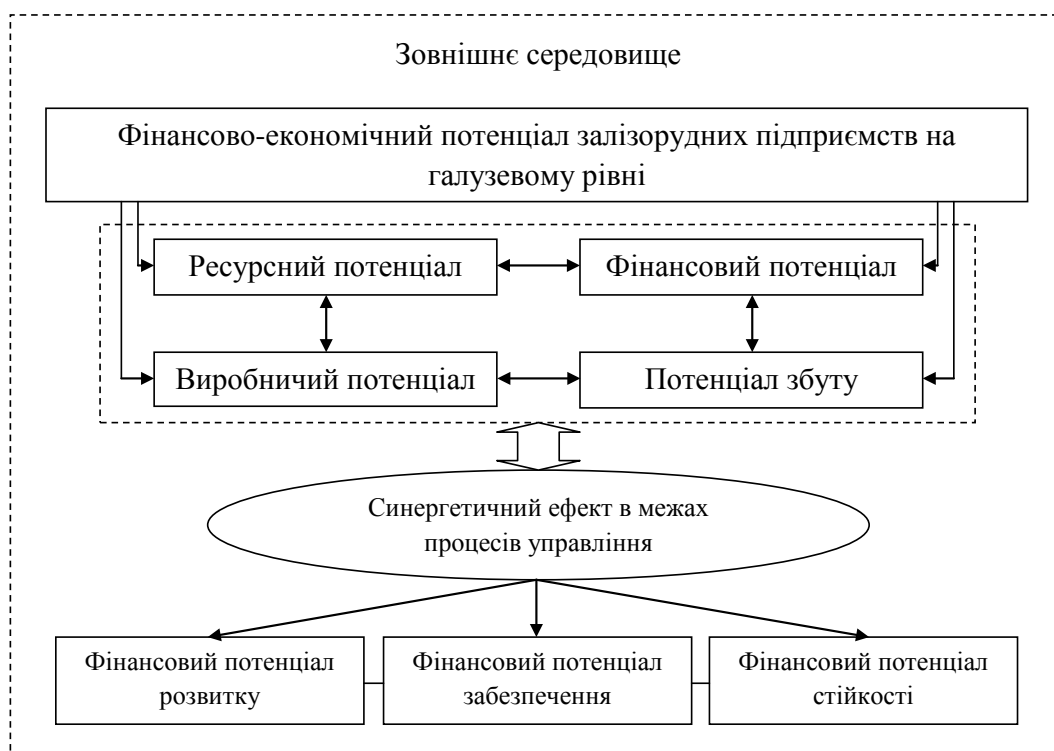 Зовнішнє середовище
Фінансово-економічний потенціал залізорудних підприємств на
галузевому рівні
Ресурсний потенціал
Фінансовий потенціал
Виробничий потенціал
Потенціал збуту
Синергетичний ефект в межах
процесів управління
Фінансовий потенціал
розвитку
Фінансовий потенціал
забезпечення
Фінансовий потенціал
стійкості